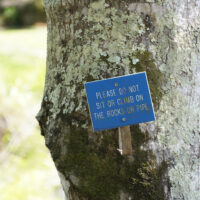 PLEASE DO NOT
SIT OR CLIMB ON
THE ROCKS OR PIPE